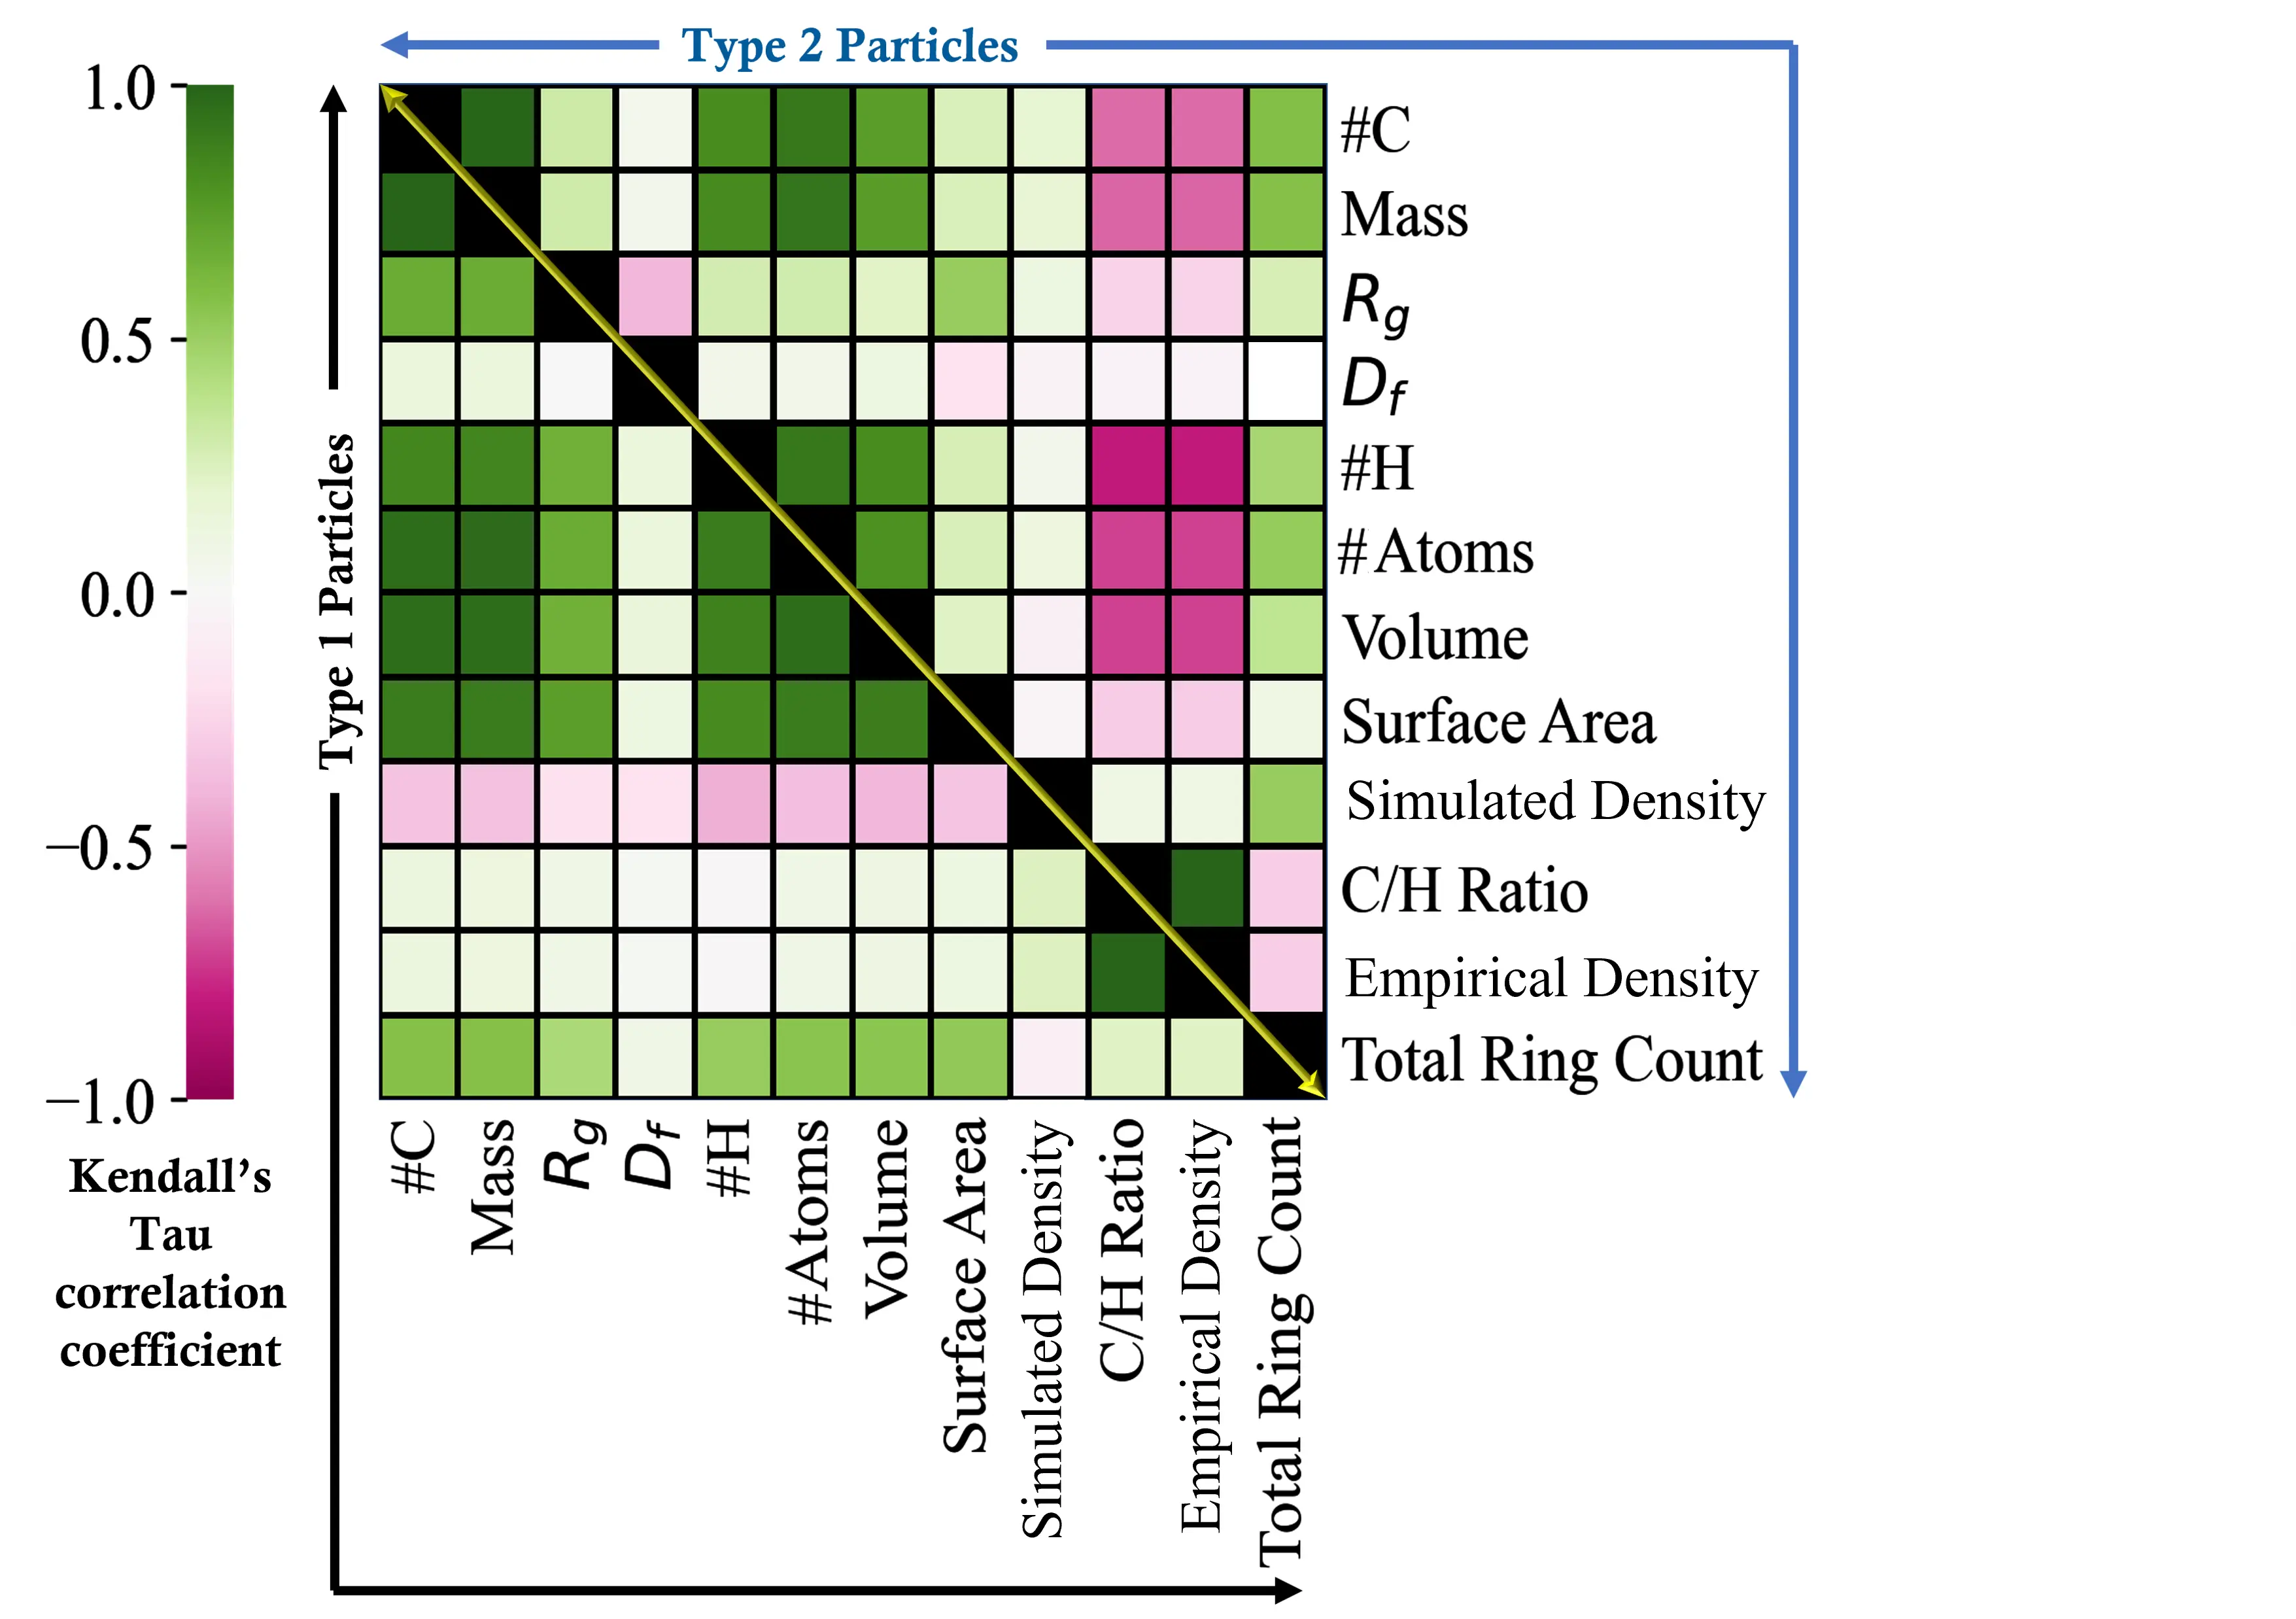 Type 2 Particles
1.0
0.5
0.0
−0.5
−1.0
Kendall’s
Tau
correlation
coefficient
Type 1 Particles
#C
Mass
Rg
Df
#H
#Atoms
Volume
Surface Area
Simulated Density
C/H Ratio
Empirical Density
Total Ring Count
#C
Mass
Rg
Df
#H
#Atoms
Volume
Surface Area
Simulated Density
C/H Ratio
Empirical Density
Total Ring Count